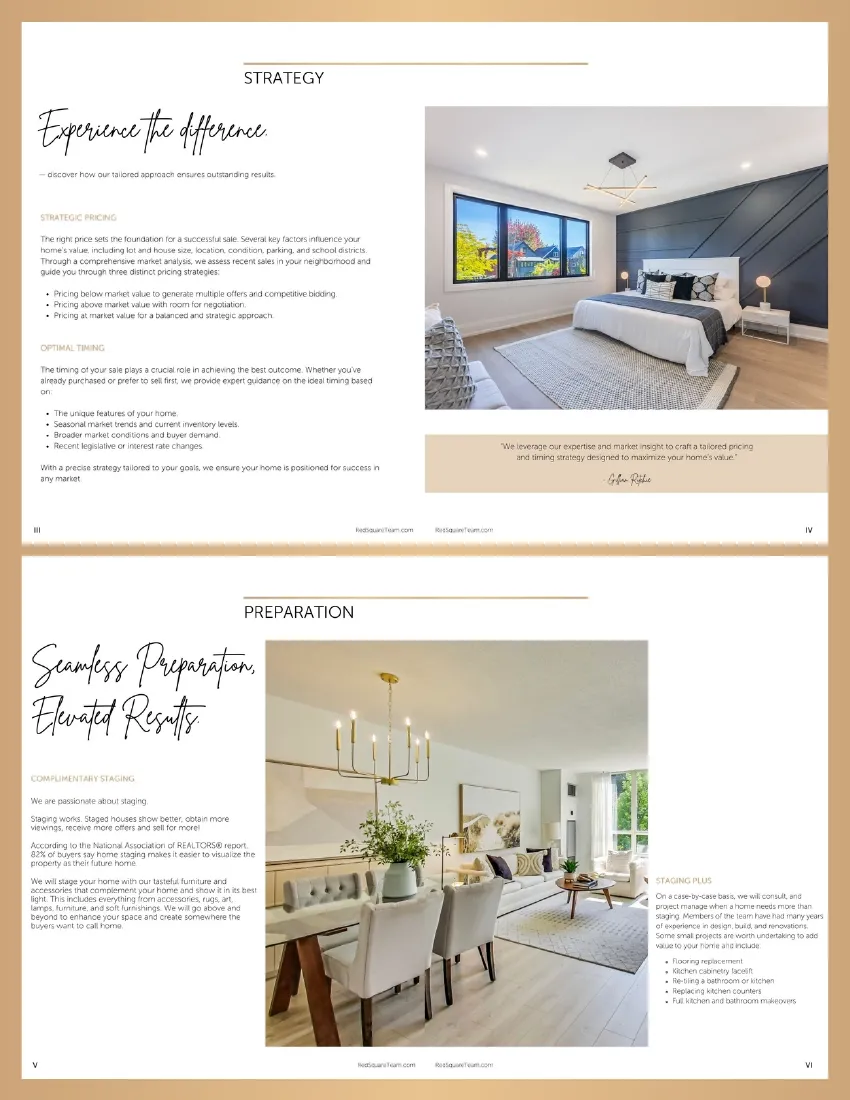 STRATEGY
Experience the difference.
— discover how our tailored approach ensures outstanding results.
STRATEGIC PRICING
The right price sets the foundation for a successful sale. Several key factors influence your
home's value, including lot and house size, location, condition, parking, and school districts.
Through a comprehensive market analysis, we assess recent sales in your neighborhood and
guide you through three distinct pricing strategies:
• Pricing below market value to generate multiple offers and competitive bidding.
• Pricing above market value with room for negotiation.
• Pricing at market value for a balanced and strategic approach.
OPTIMAL TIMING
The timing of your sale plays a crucial role in achieving the best outcome. Whether you've
already purchased or prefer to sell first, we provide expert guidance on the ideal timing based
on:
• The unique features of your home.
• Seasonal market trends and current inventory levels.
• Broader market conditions and buyer demand.
• Recent legislative or interest rate changes
With a precise strategy tailored to your goals, we ensure your home is positioned for success in
any market.
"We leverage our expertise and market insight to craft a tailored pricing
and timing strategy designed to maximize your home's value."
- Gillian Ritchie
III
RedSquareTeam.com
RedSquareTeam.com
IV
PREPARATION
Seamless Preparation,
Elevated Results.
COMPLIMENTARY STAGING
We are passionate about staging.
Staging works. Staged houses show better, obtain more
viewings, receive more offers and sell for more!
According to the National Association of REALTORS® report,
82% of buyers say home staging makes it easier to visualize the
property as their future home.
We will stage your home with our tasteful furniture and
accessories that complement your home and show it in its best
light. This includes everything from accessories, rugs, art,
lamps, furniture, and soft furnishings. We will go above and
beyond to enhance your space and create somewhere the
buyers want to call home.
STAGING PLUS
On a case-by-case basis, we will consult, and
project manage when a home needs more than
staging. Members of the team have had many years
of experience in design, build, and renovations.
Some small projects are worth undertaking to add
value to your home and include:
• Flooring replacement
• Kitchen cabinetry facelift
• Re-tiling a bathroom or kitchen
• Replacing kitchen counters
• Full kitchen and bathroom makeovers
V
RedSquareTeam.com
RedSquareTeam.com
VI